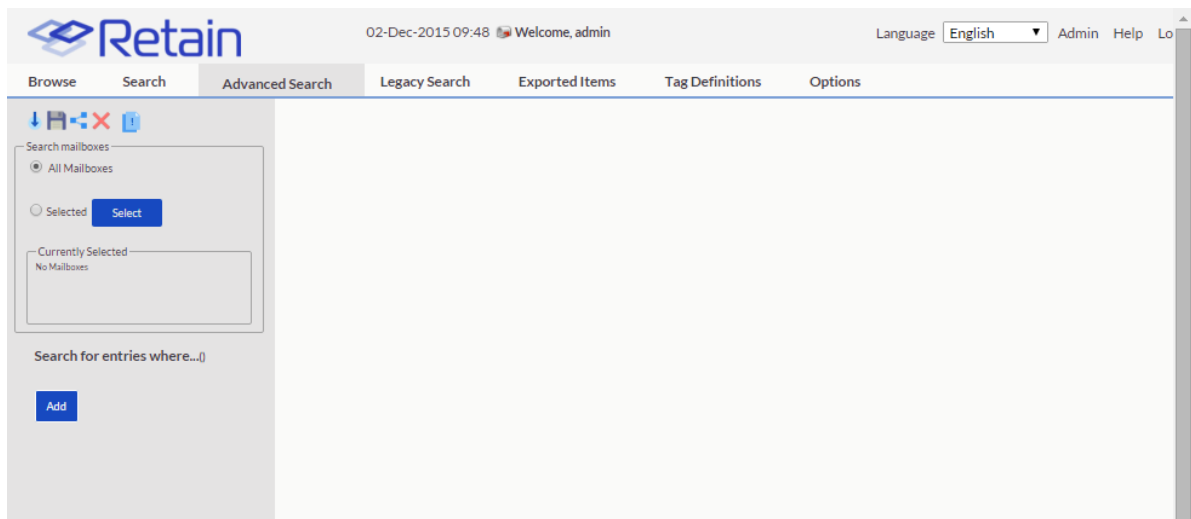 Retain
02-Dec-2015 09:48 Welcome, admin
Language English Admin Help Lo
Browse Search Advanced Search Legacy Search Exported Items Tag Definitions Options
Search mailboxes
All Mailboxes
Selected Select
Currently Selected
No Mailboxes
Search for entries where...()
Add